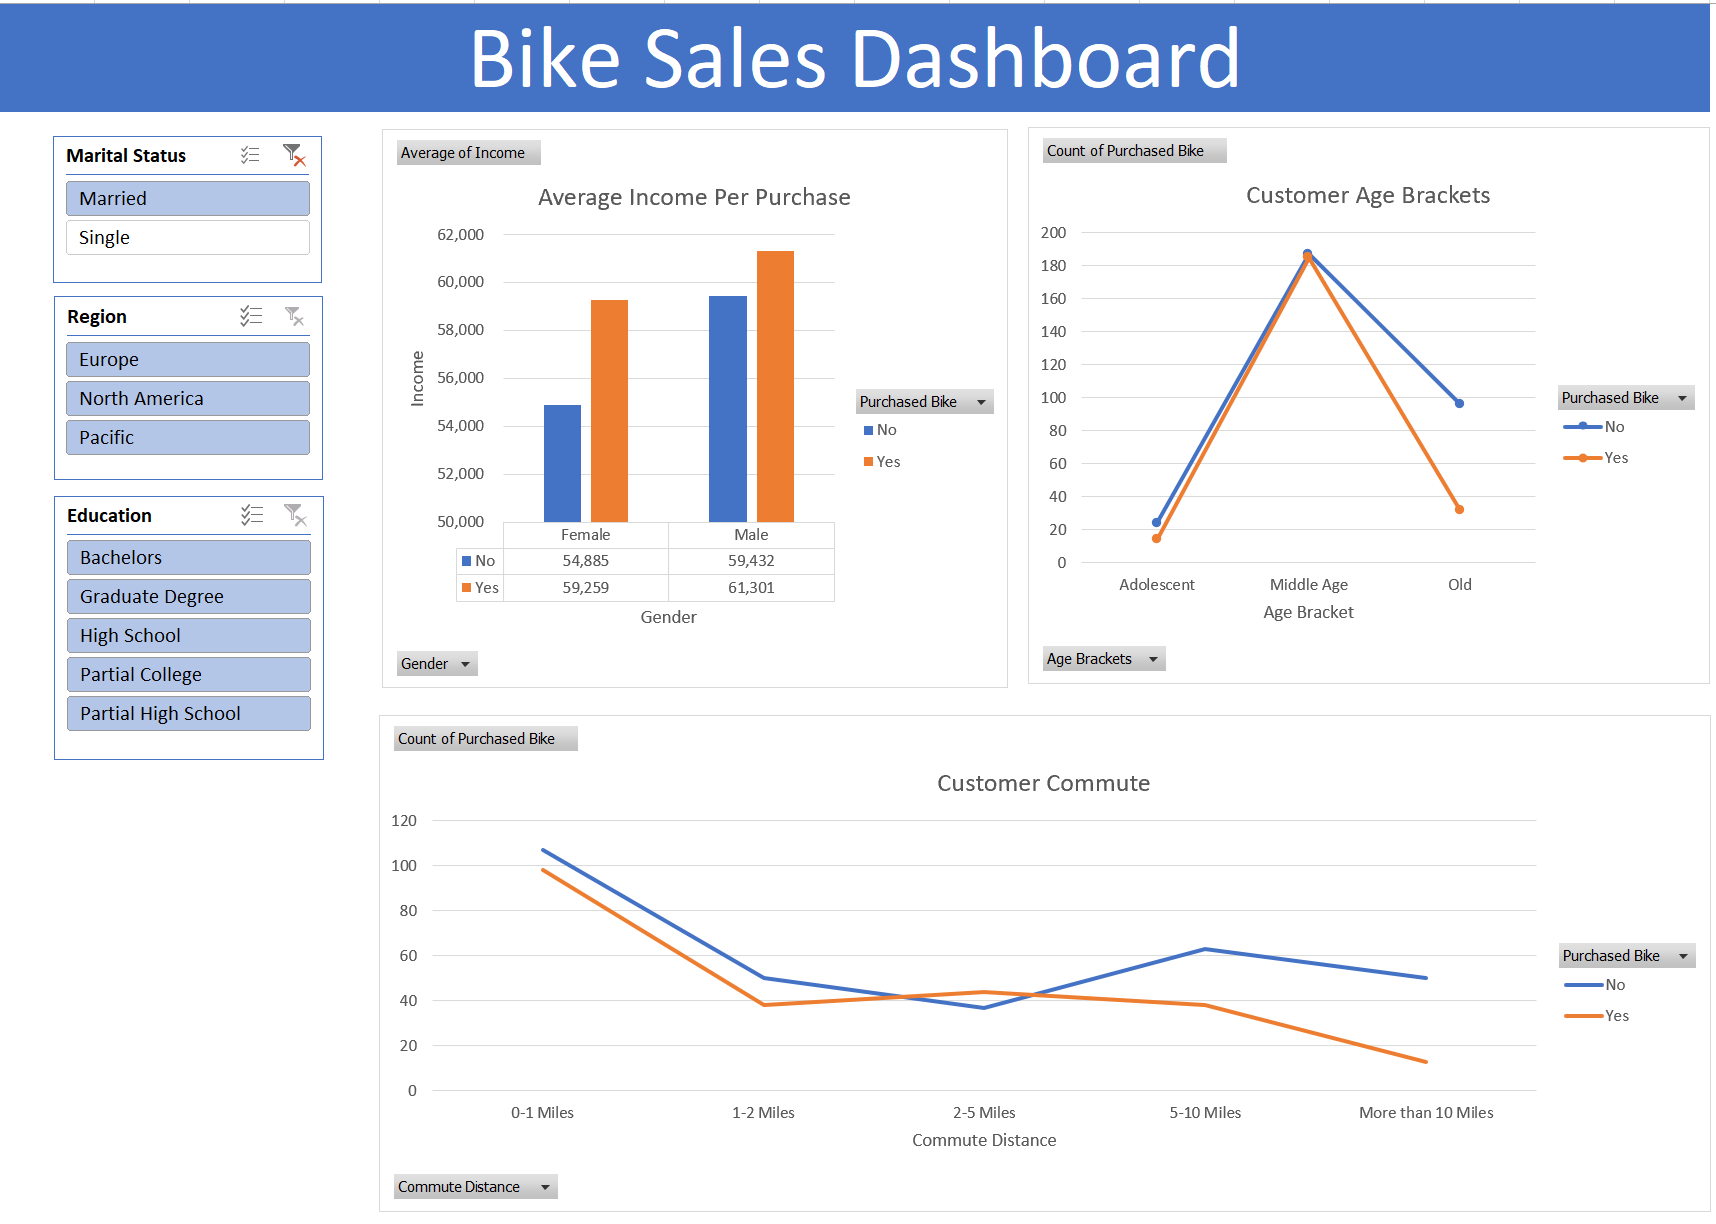 Bike Sales Dashboard
Marital Status
Married
Single
Region
Europe
North America
Pacific
Education
Bachelors
Graduate Degree
High School
Partial College
Partial High School
Average of Income
Average Income Per Purchase
62,000
60,000
58,000
56,000
54,000
52,000
50,000
Income
Female Male
No 54,885 59,432
Yes 59,259 61,301
Gender
Purchased Bike
No
Yes
Gender
Count of Purchased Bike
Customer Age Brackets
200
180
160
140
120
100
80
60
40
20
0
Adolescent Middle Age Old
Age Bracket
Purchased Bike
No
Yes
Age Brackets
Count of Purchased Bike
Customer Commute
120
100
80
60
40
20
0
0-1 Miles 1-2 Miles 2-5 Miles 5-10 Miles More than 10 Miles
Commute Distance
Purchased Bike
No
Yes
Commute Distance